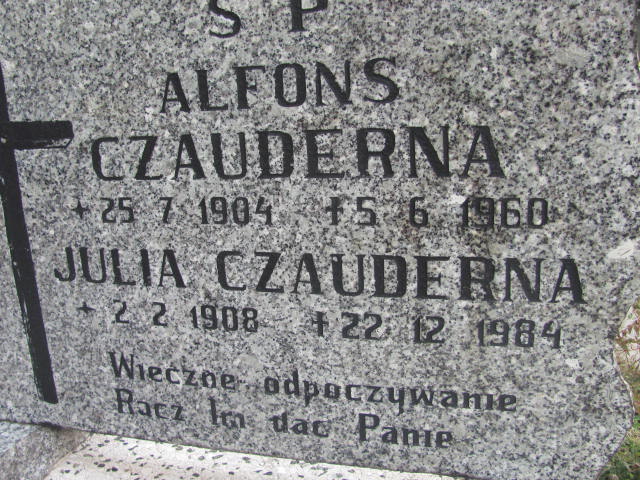 S P
ALFONS
CZAUDERNA
+25 7 1904 +5 6 1960
JULIA CZAUDERNA
+ 2 2 1908 +22 12 1984
Wieczne odpoczywanie
Racz Im dac Panie